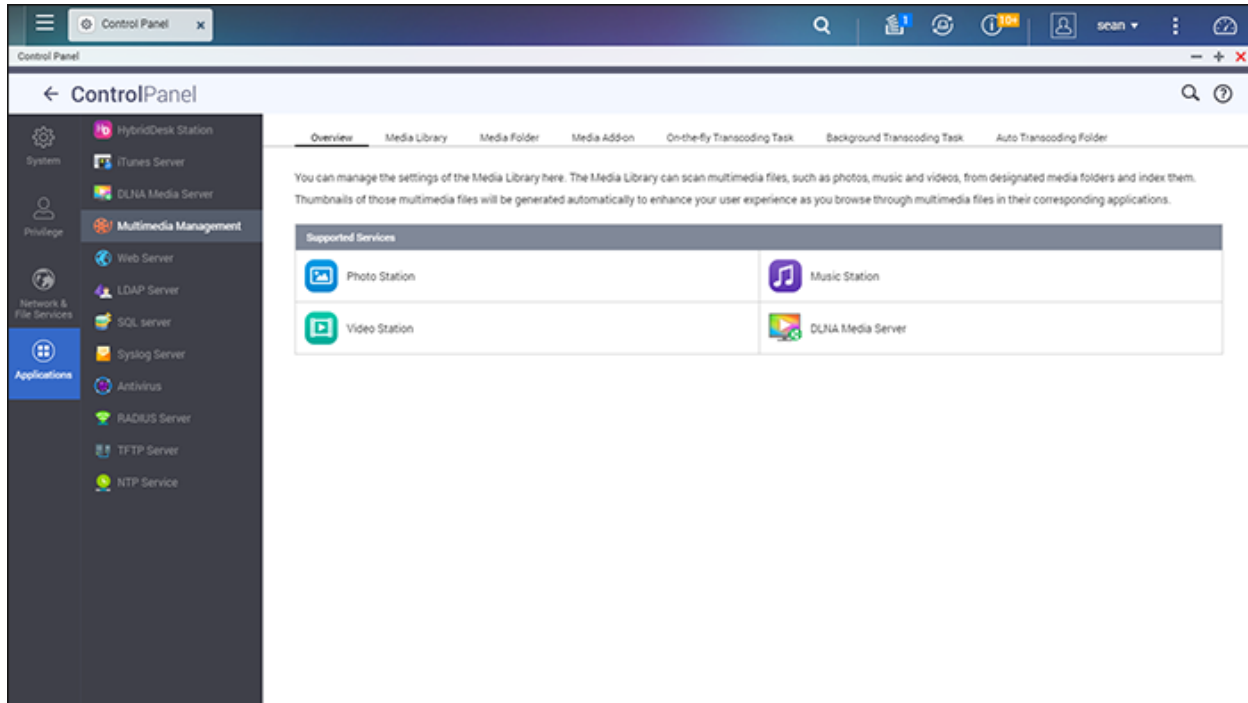 Control Panel x
1
10+
sean
Control Panel
ControlPanel
System
Privilege
Network &
File Services
Applications
HybridDesk Station
iTunes Server
DLNA Media Server
Multimedia Management
Web Server
LDAP Server
SQL server
Syslog Server
Antivirus
RADIUS Server
TFTP Server
NTP Service
Overview Media Library Media Folder Media Add-on On-the-fly Transcoding Task Background Transcoding Task Auto Transcoding Folder
You can manage the settings of the Media Library here. The Media Library can scan multimedia files, such as photos, music and videos, from designated media folders and index them.
Thumbnails of those multimedia files will be generated automatically to enhance your user experience as you browse through multimedia files in their corresponding applications.
Supported Services
Photo Station Music Station
Video Station DLNA Media Server